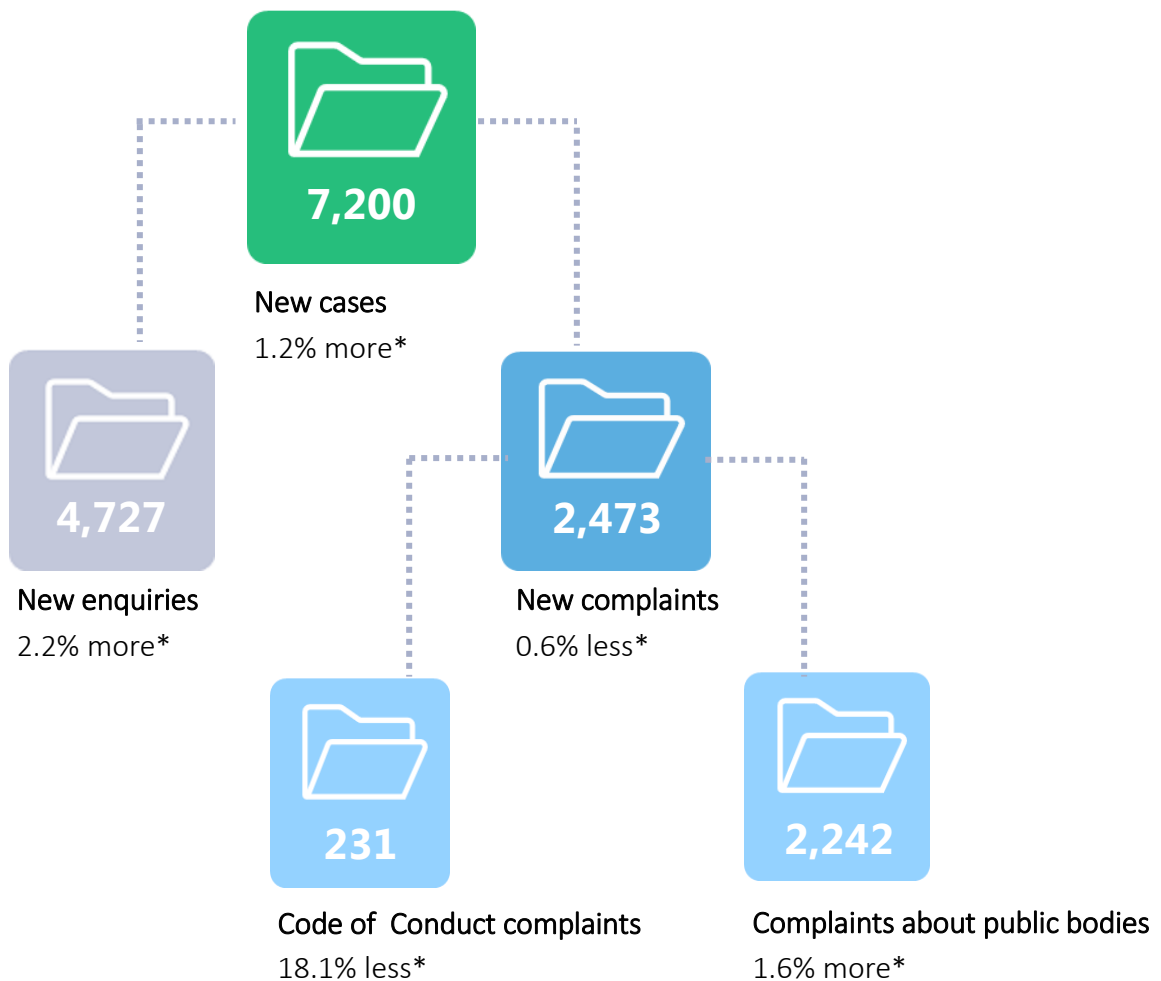 7,200
New cases
1.2% more*
4,727
New enquiries
2.2% more*
2,473
New complaints
0.6% less*
231
Code of  Conduct complaints
18.1% less*
2,242
Complaints about public bodies
1.6% more*